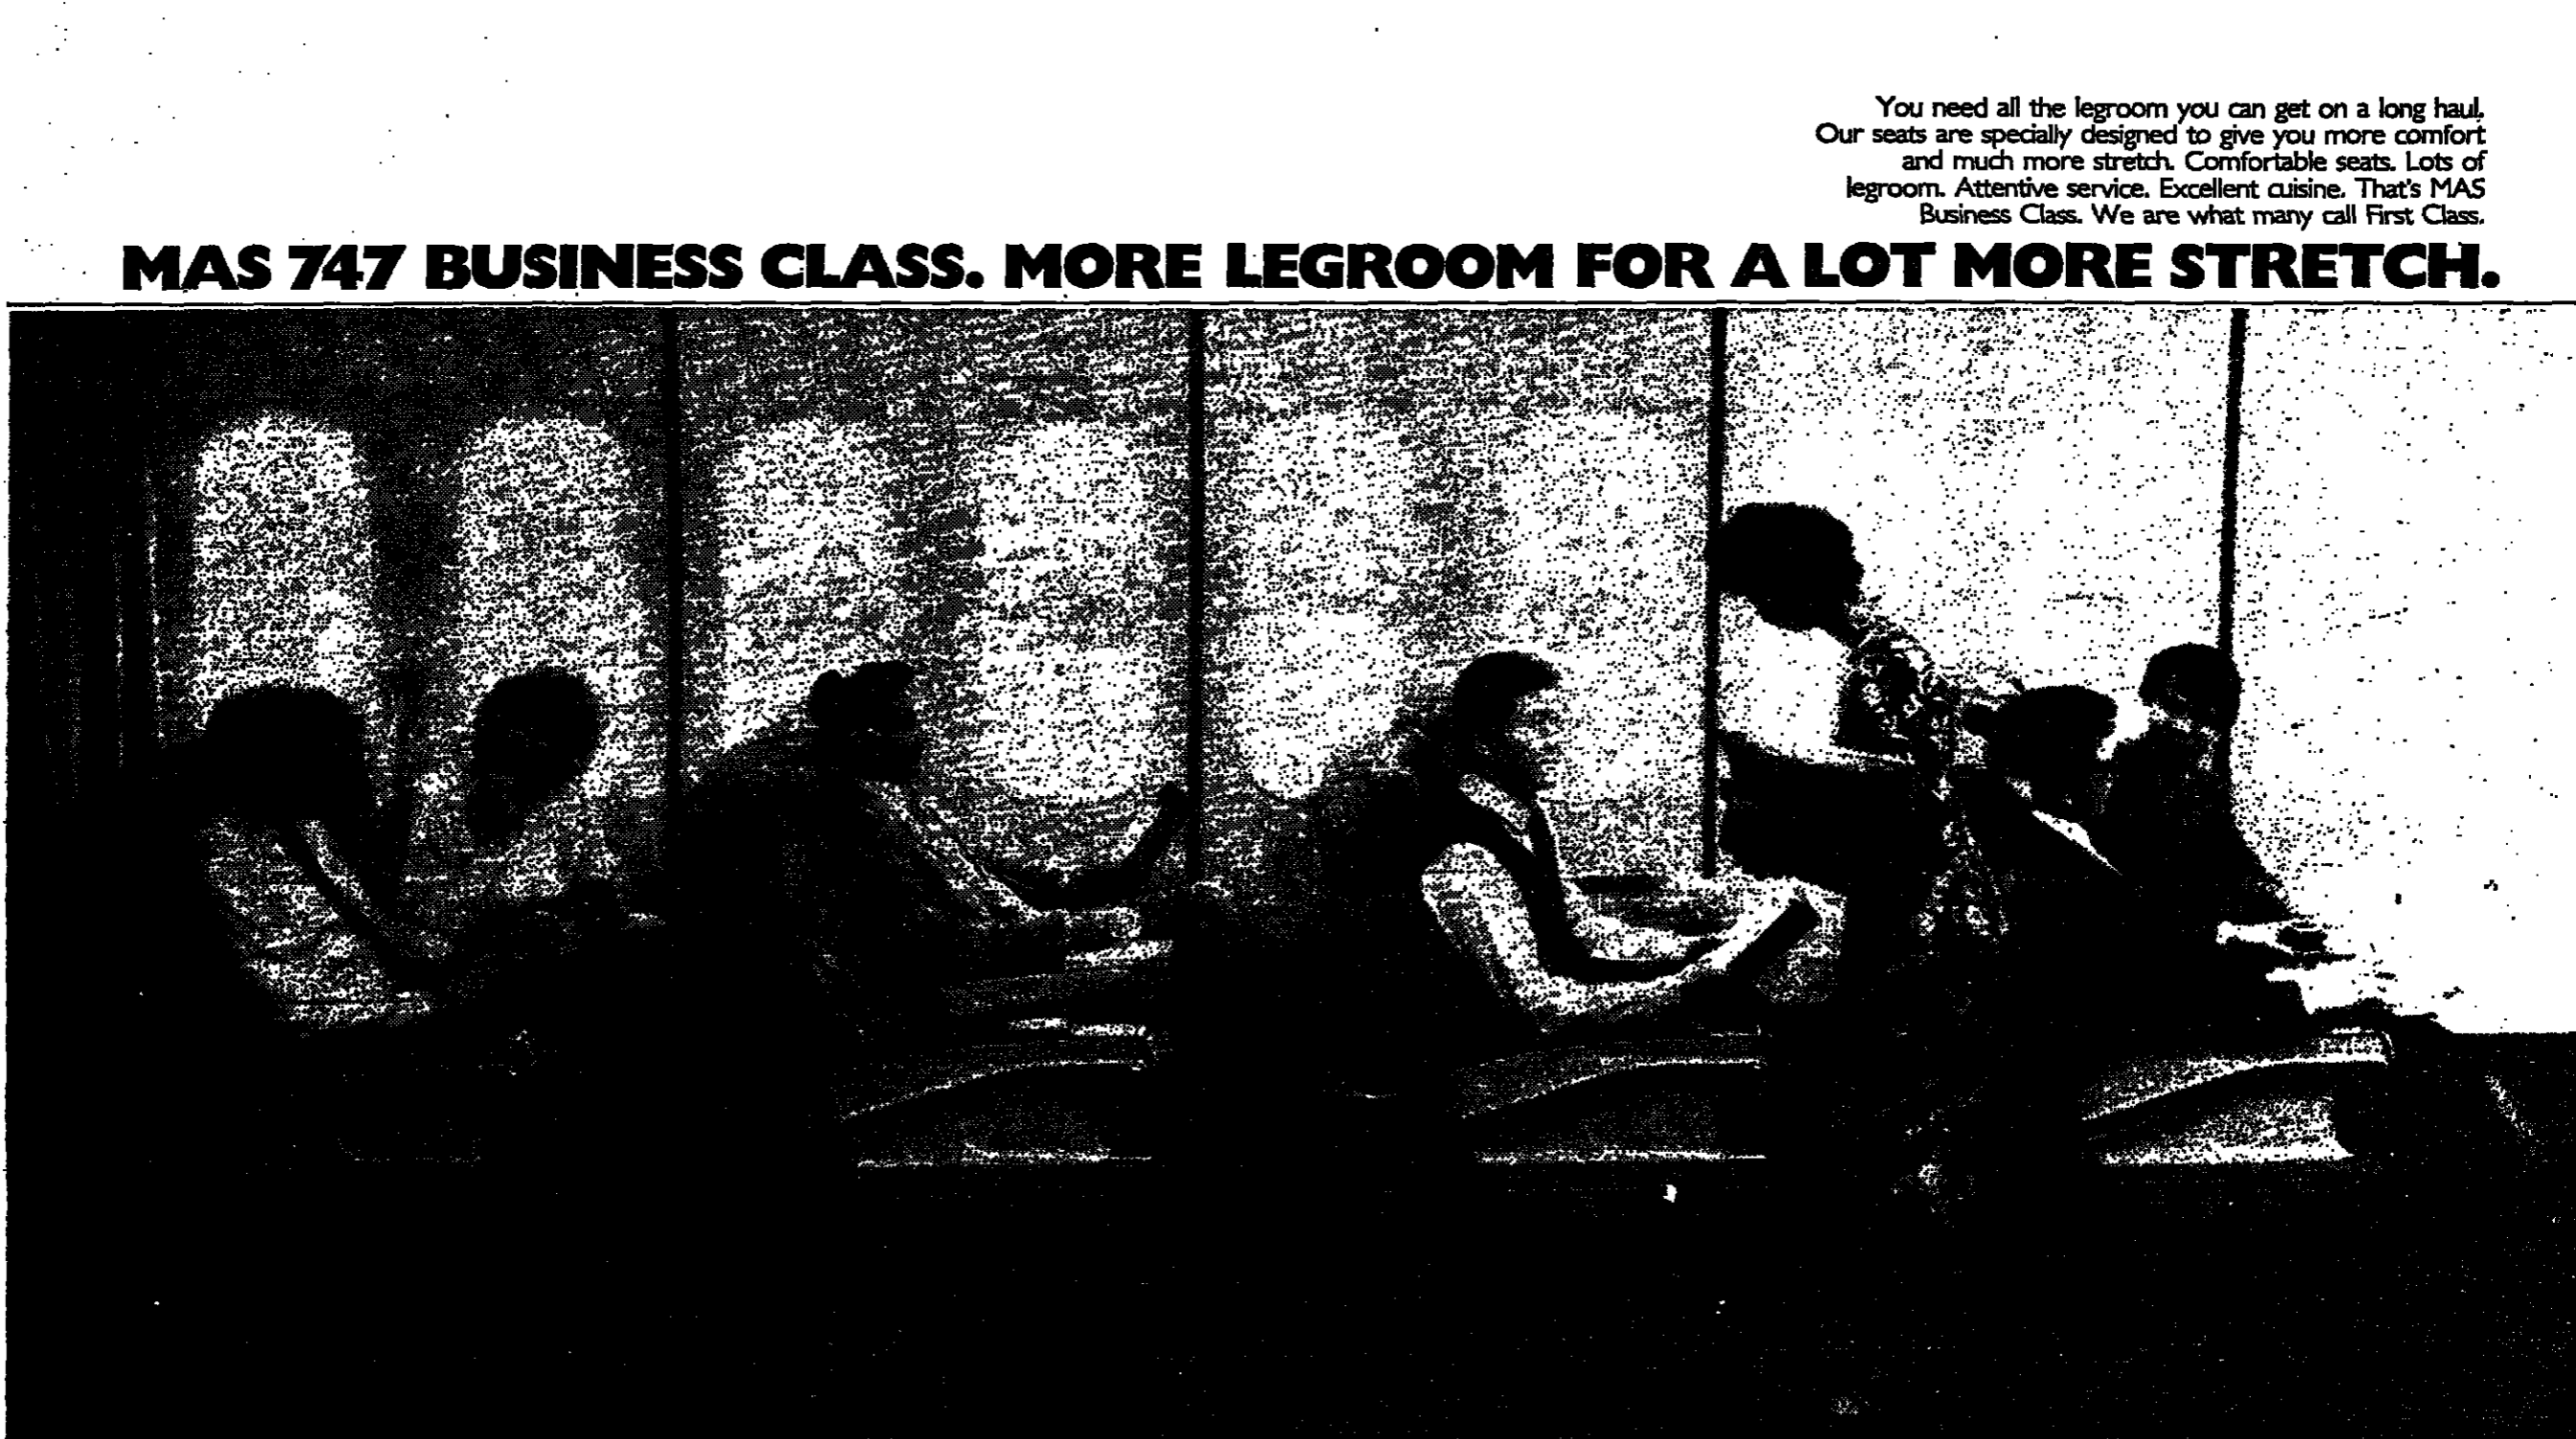 You need all the legroom you can get on a long haul.
Our seats are specially designed to give you more comfort
and much more stretch. Comfortable seats. Lots of
legroom. Attentive service. Excellent cuisine. That's MAS
Business Class. We are what many call First Class.
MAS 747 BUSINESS CLASS. MORE LEGROOM FOR A LOT MORE STRETCH.